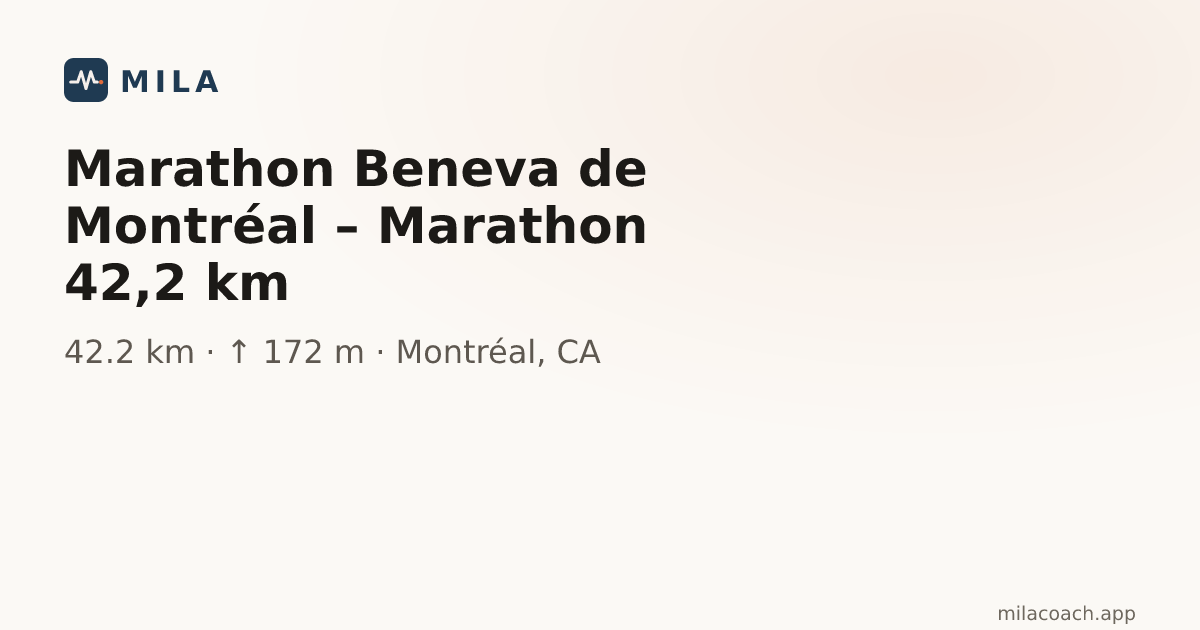 MILA
Marathon Beneva de
Montréal – Marathon
42,2 km
42.2 km · ↑ 172 m · Montréal, CA
milacoach.app